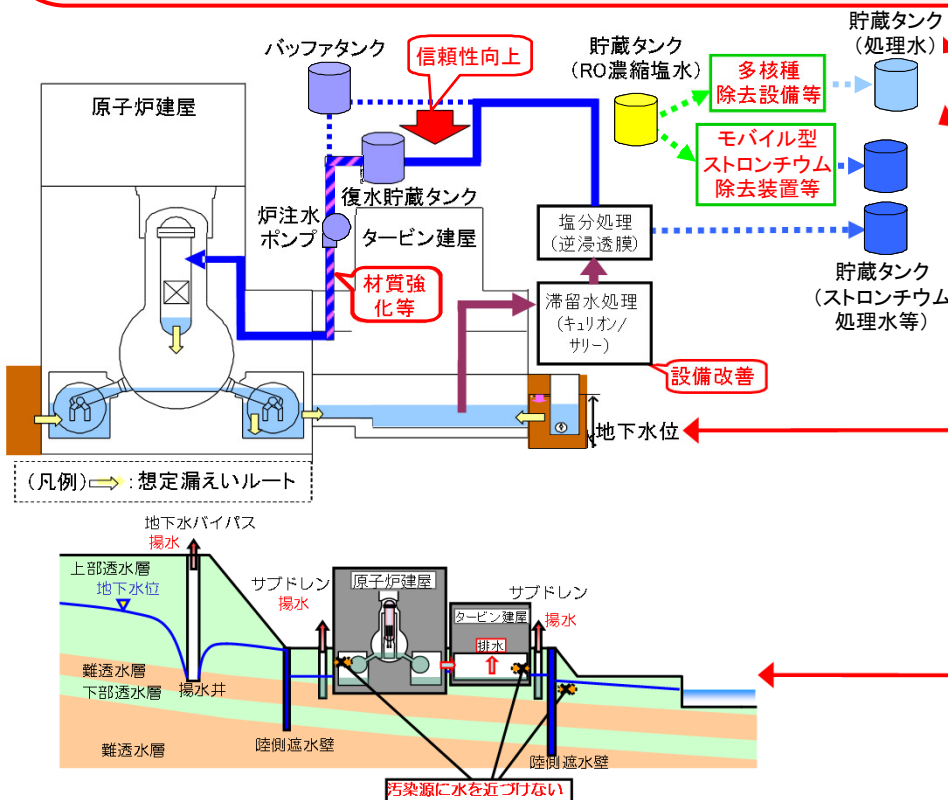 バッファタンク
信頼性向上
貯蔵タンク
(RO濃縮塩水)
多核種
除去設備等
貯蔵タンク
(処理水)
原子炉建屋
モバイル型
ストロンチウム
除去装置等
復水貯蔵タンク
炉注水
ポンプ
タービン建屋
塩分処理
(逆浸透膜)
材質強
化等
滞留水処理
(キュリオン/
サリー)
貯蔵タンク
(ストロンチウム
処理水等)
設備改善
地下水位
(凡例) :想定漏えいルート
地下水バイパス
揚水
上部透水層
地下水位
サブドレン
揚水
原子炉建屋
タービン建屋
排水
サブドレン
揚水
難透水層
下部透水層
揚水井
難透水層
陸側遮水壁
陸側遮水壁
汚染源に水を近づけない